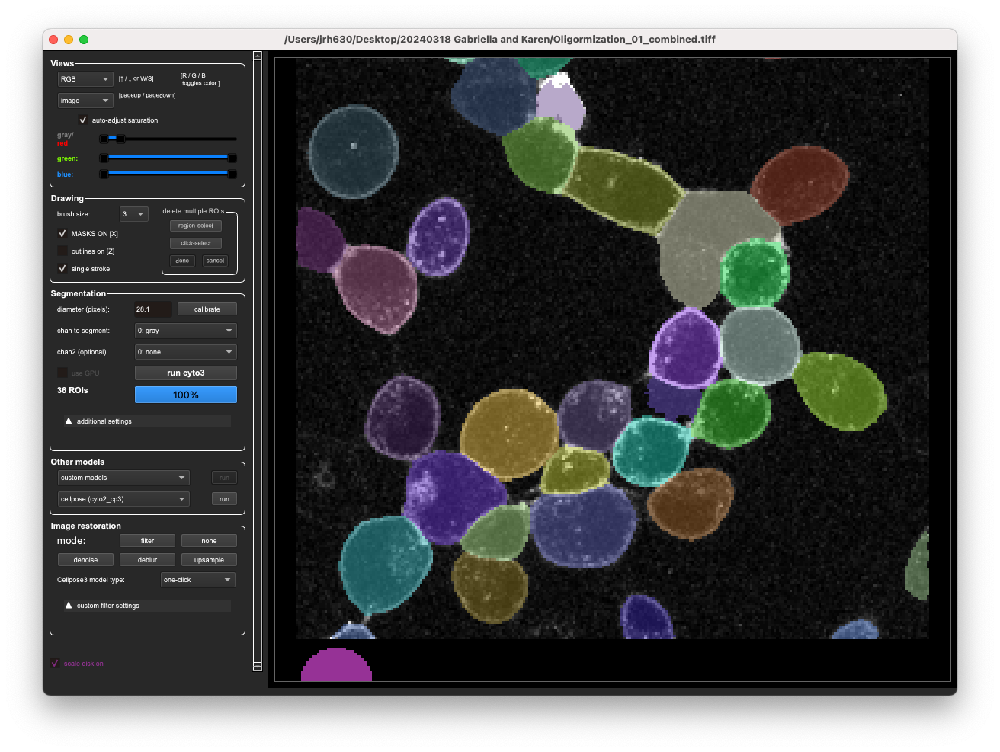 /Users/jrh630/Desktop/20240318 Gabriella and Karen/Oligormization_01_combined.tiff
Views
RGB
[↑ / ↓ or W/S]
[R / G / B
toggles color ]
image
[pageup / pagedown]
auto-adjust saturation
gray/
red
green:
blue:
Drawing
brush size:
3
delete multiple ROIs
region-select
MASKS ON [X]
click-select
outlines on [Z]
done
cancel
single stroke
Segmentation
diameter (pixels):
28.1
calibrate
chan to segment:
0: gray
chan2 (optional):
0: none
use GPU
run cyto3
36 ROIs
100%
additional settings
Other models
custom models
run
cellpose (cyto2_cp3)
run
Image restoration
mode:
filter
none
denoise
deblur
upsample
Cellpose3 model type:
one-click
custom filter settings
scale disk on